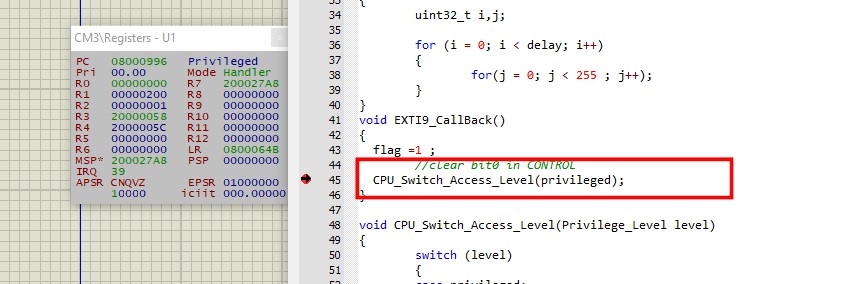 CM3\Registers - U1
PC 08000996 Privileged
Pri 00.00 Mode Handler
R0 00000000 R7 200027A8
R1 00000200 R8 00000000
R2 00000001 R9 00000000
R3 20000058 R10 00000000
R4 2000005C R11 00000000
R5 00000000 R12 00000000
R6 00000000 LR 0800064B
MSP* 200027A8 PSP 00000000
IRQ 39
APSR CNQVZ EPSR 01000000
10000 iciit 000.00000
33 {
34 uint32_t i,j;
35
36 for (i = 0; i < delay; i++)
37 {
38 for(j = 0; j < 255 ; j++);
39 }
40 }
41 void EXTI9_CallBack()
42 {
43 flag =1 ;
44 //clear bit0 in CONTROL
45 CPU_Switch_Access_Level(privileged);
46 }
47
48 void CPU_Switch_Access_Level(Privilege_Level level)
49 {
50 switch (level)
51 {
52 case privileged: